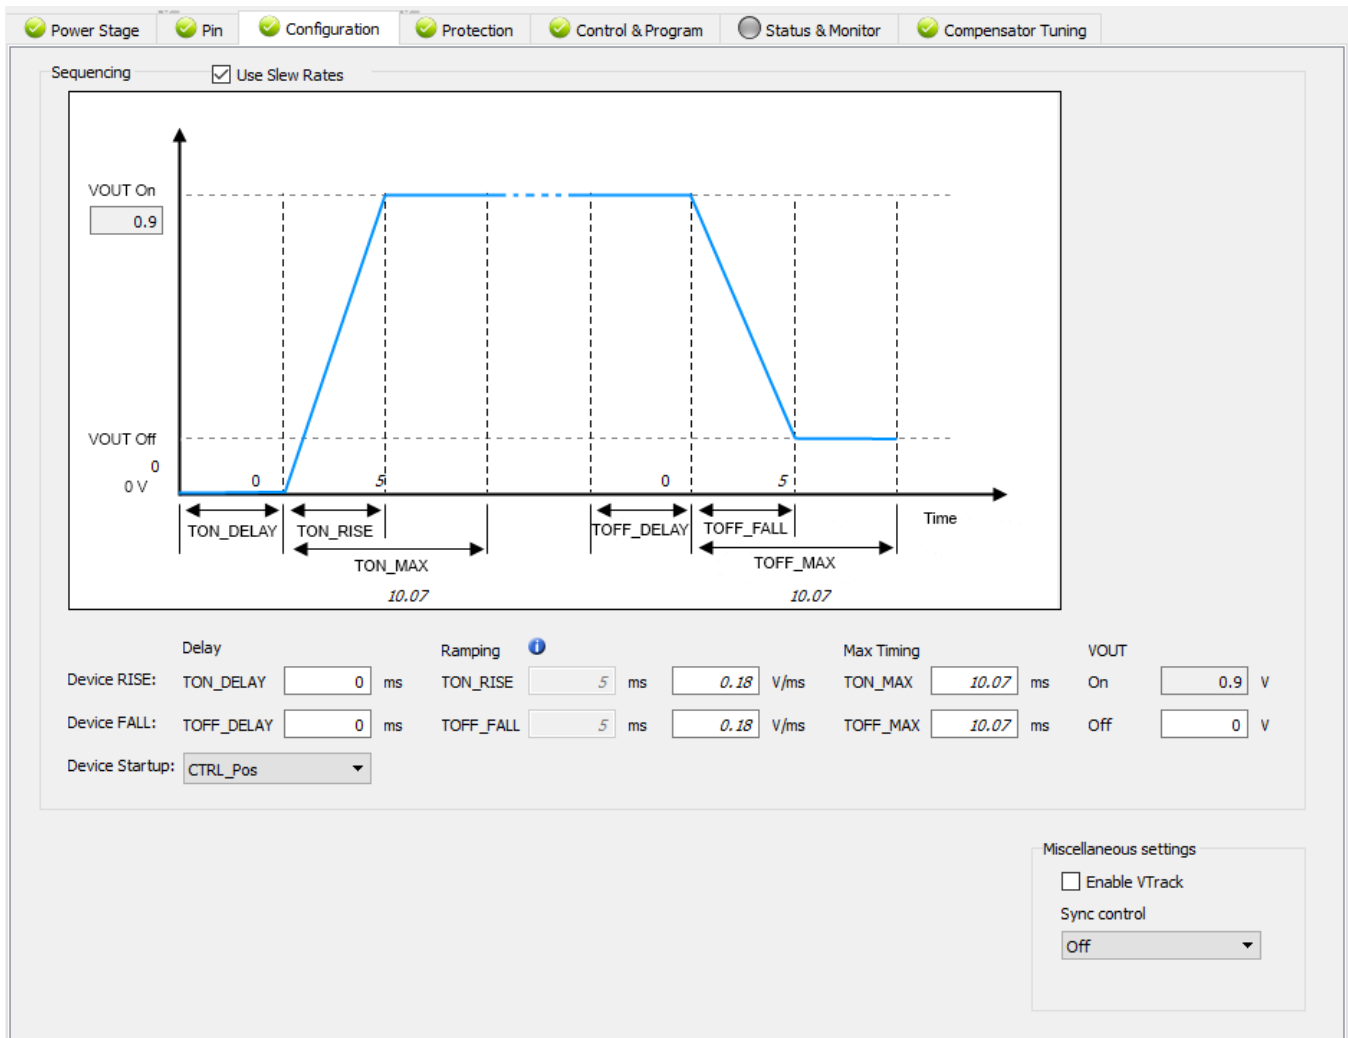 Power Stage Pin Configuration Protection Control & Program Status & Monitor Compensator Tuning
Sequencing Use Slew Rates
VOUT On
0.9
VOUT Off
0
0 V
0 5 0 5
Time
TON_DELAY TON_RISE TOFF_DELAY TOFF_FALL
TON_MAX TOFF_MAX
10.07 10.07
Delay Ramping Max Timing VOUT
Device RISE: TON_DELAY 0 ms TON_RISE 5 ms 0.18 V/ms TON_MAX 10.07 ms On 0.9 V
Device FALL: TOFF_DELAY 0 ms TOFF_FALL 5 ms 0.18 V/ms TOFF_MAX 10.07 ms Off 0 V
Device Startup: CTRL_Pos
Miscellaneous settings
Enable VTrack
Sync control
Off